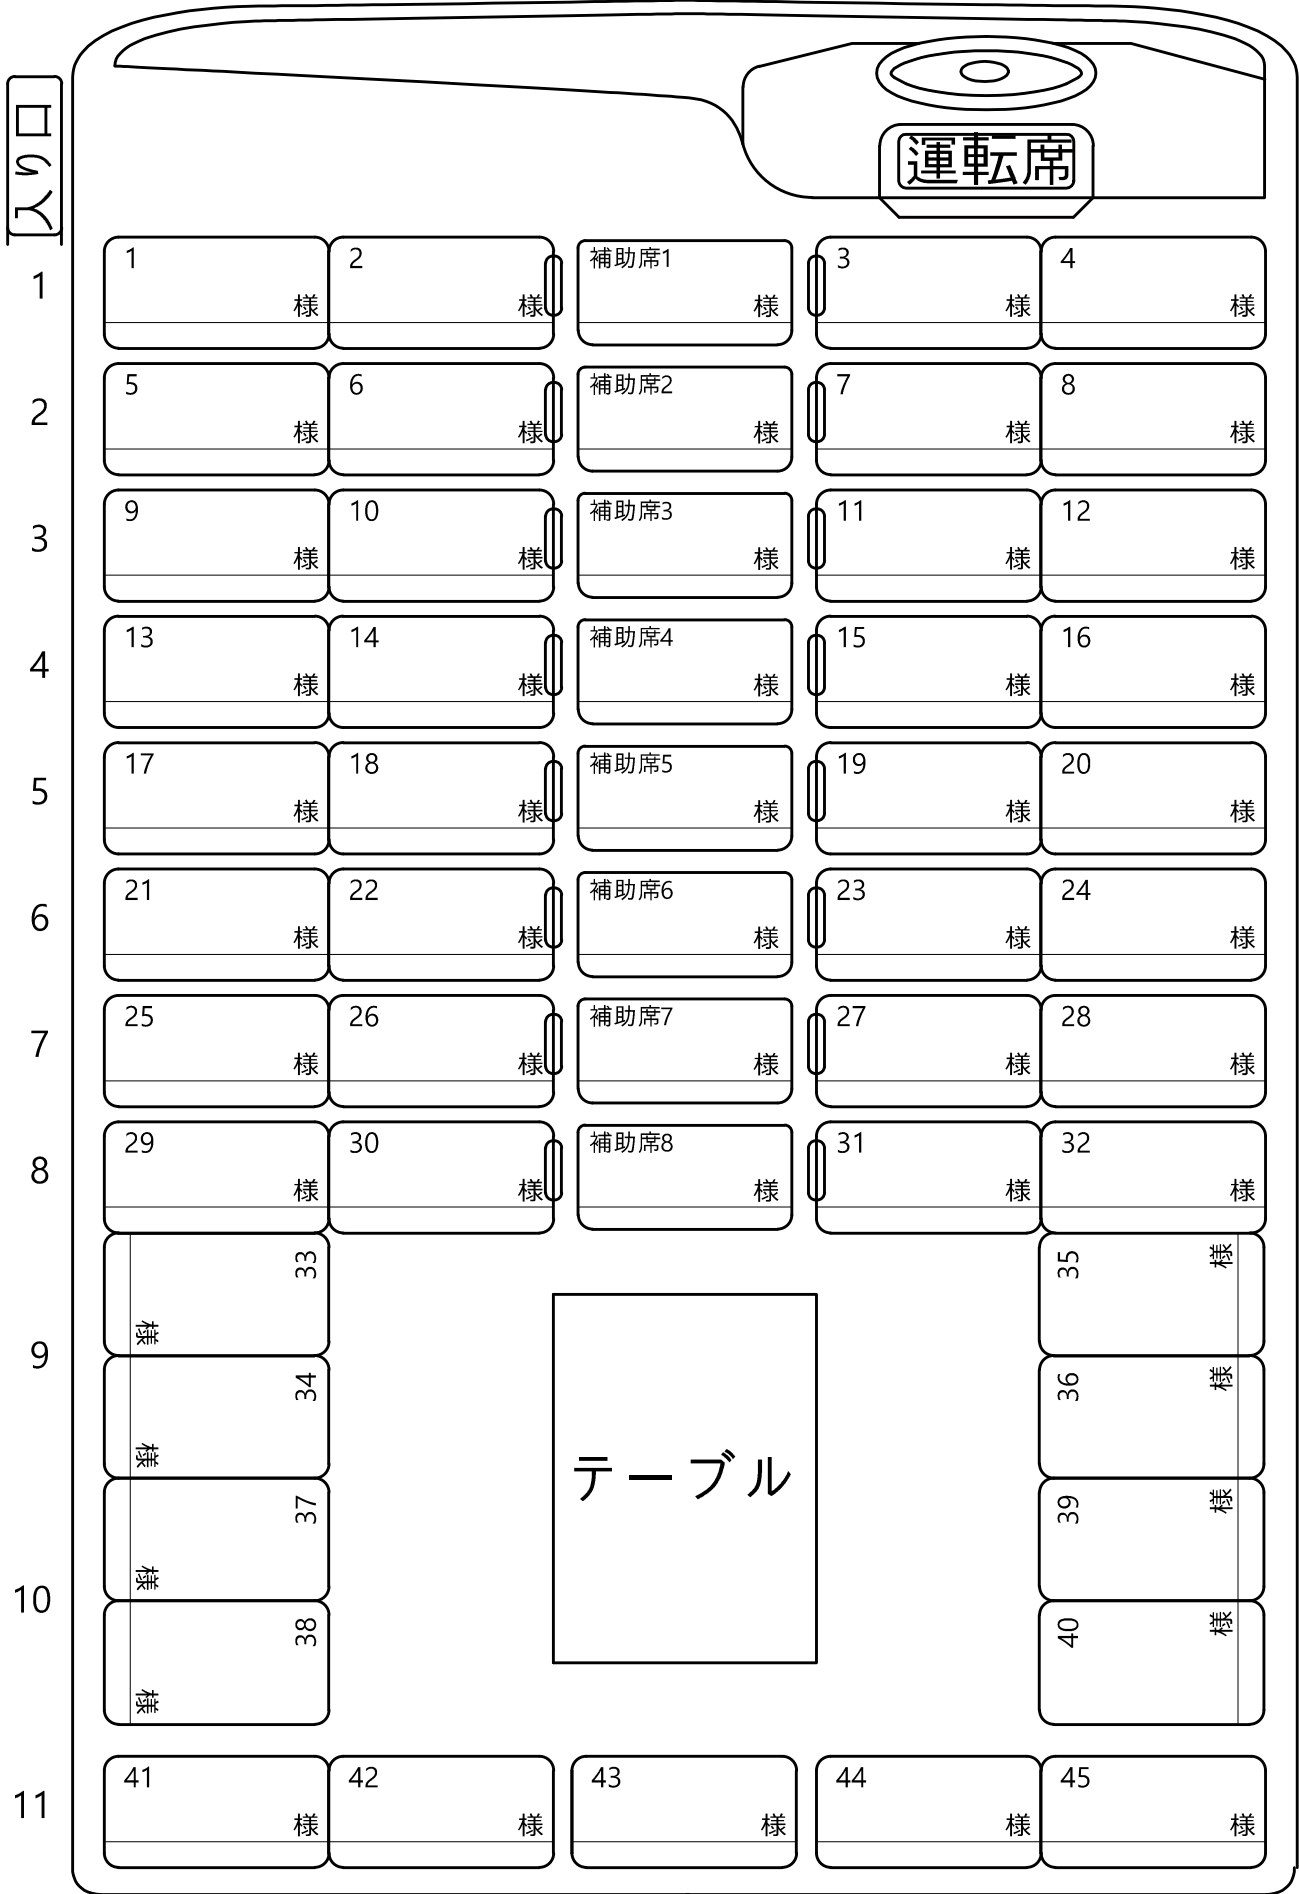 運転席
入り口
1
1
様
2
様
補助席1
様
3
様
4
様
2
5
様
6
様
補助席2
様
7
様
8
様
3
9
様
10
様
補助席3
様
11
様
12
様
4
13
様
14
様
補助席4
様
15
様
16
様
5
17
様
18
様
補助席5
様
19
様
20
様
6
21
様
22
様
補助席6
様
23
様
24
様
7
25
様
26
様
補助席7
様
27
様
28
様
8
29
様
30
様
補助席8
様
31
様
32
様
9
33
様
35
様
34
様
36
様
テーブル
10
37
様
39
様
38
様
40
様
11
41
様
42
様
43
様
44
様
45
様